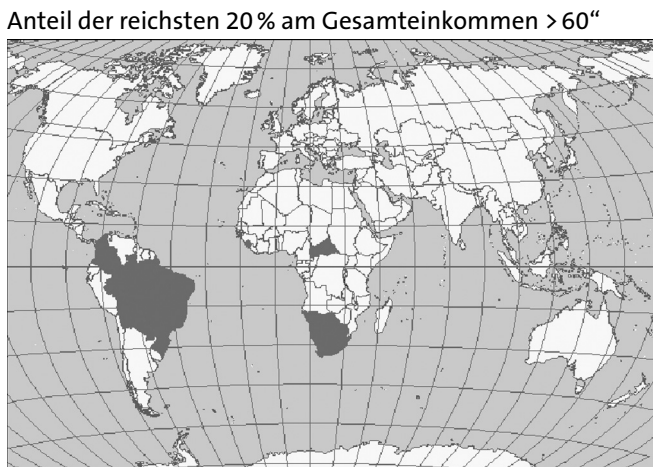 Anteil der reichsten 20 % am Gesamteinkommen > 60“